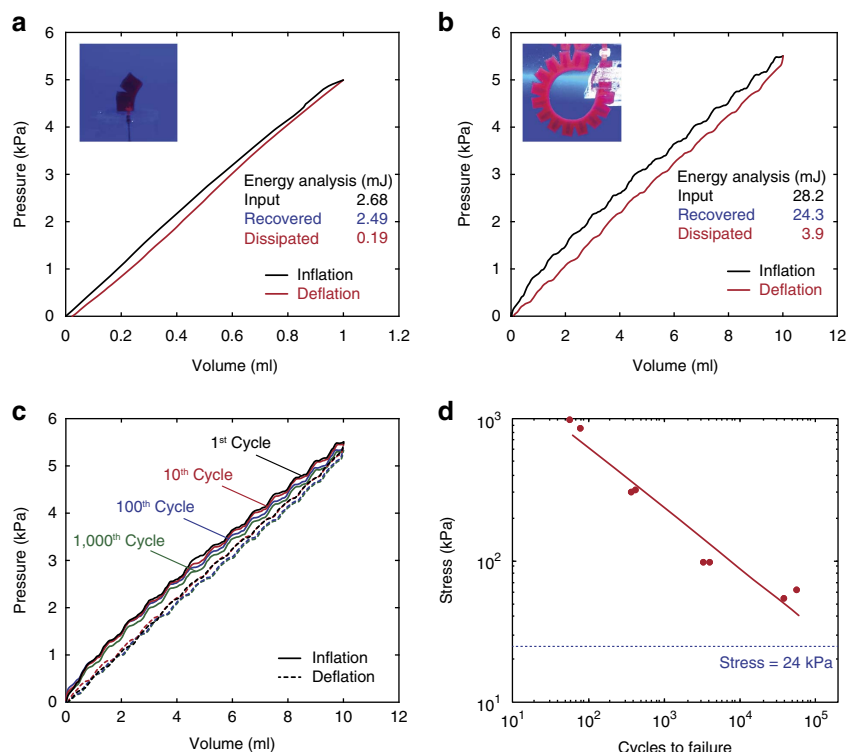 a
6
5
4
3
2
1
0
Pressure (kPa)
Energy analysis (mJ)
Input 2.68
Recovered 2.49
Dissipated 0.19
Inflation
Deflation
0 0.2 0.4 0.6 0.8 1 1.2
Volume (ml)
b
6
5
4
3
2
1
0
Pressure (kPa)
Energy analysis (mJ)
Input 28.2
Recovered 24.3
Dissipated 3.9
Inflation
Deflation
0 2 4 6 8 10 12
Volume (ml)
c
6
5
4
3
2
1
0
Pressure (kPa)
1st Cycle
10th Cycle
100th Cycle
1,000th Cycle
Inflation
Deflation
0 2 4 6 8 10 12
Volume (ml)
d
10³
10²
10¹
Stress (kPa)
Stress = 24 kPa
10¹ 10² 10³ 10⁴ 10⁵
Cycles to failure